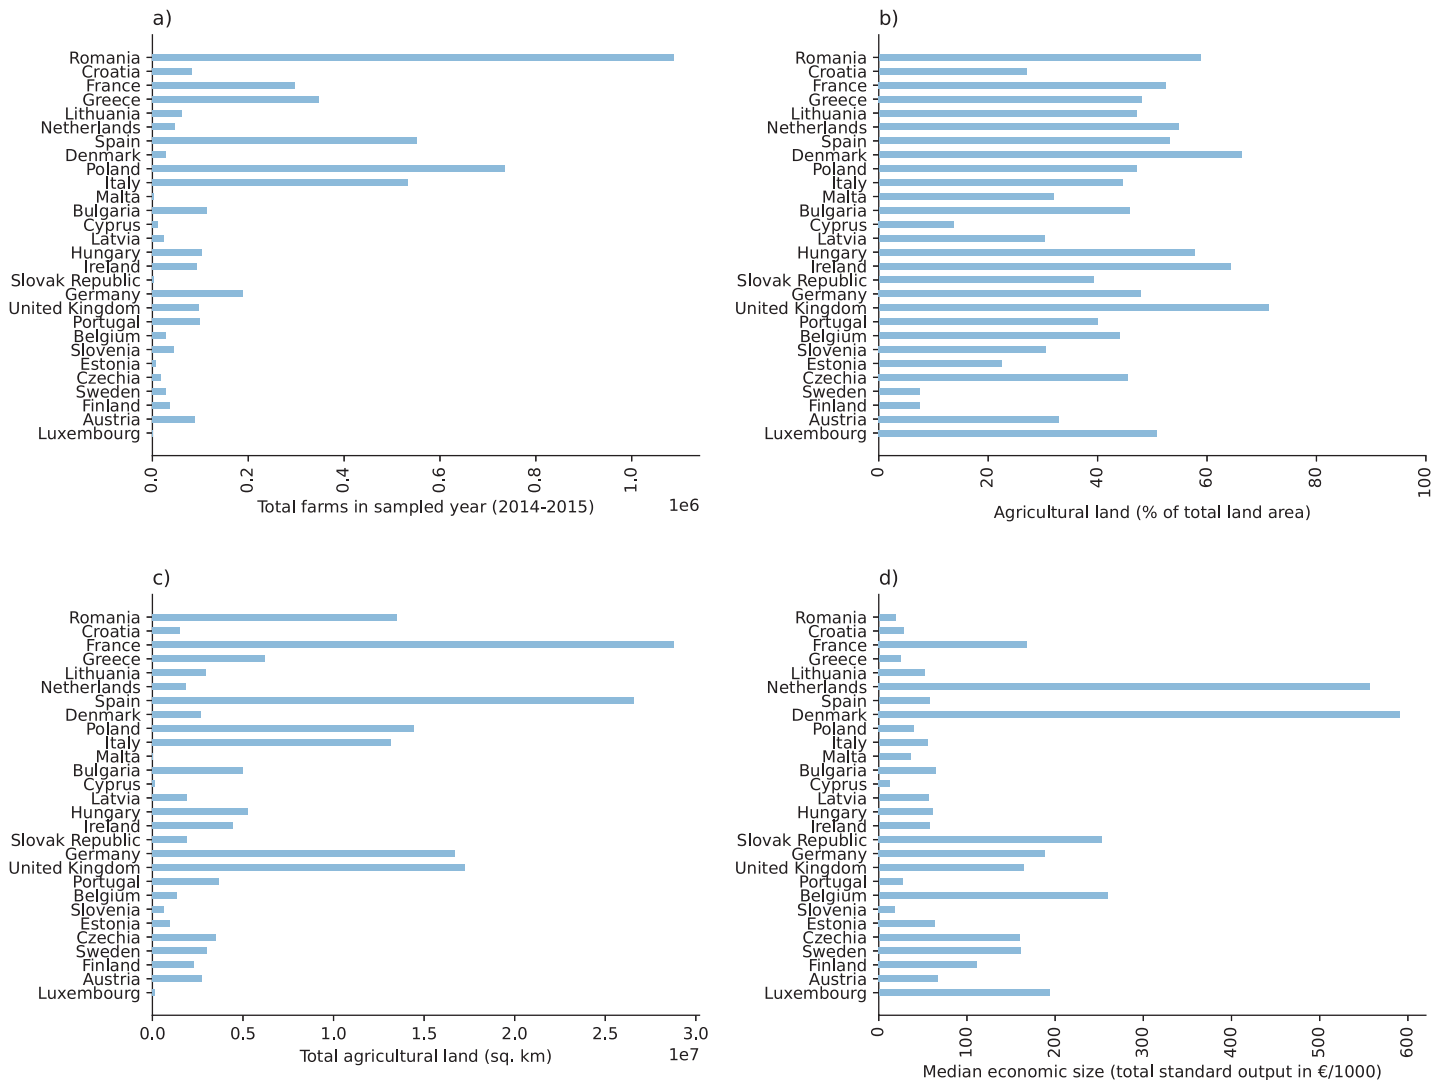 a)
Romania
Croatia
France
Greece
Lithuania
Netherlands
Spain
Denmark
Poland
Italy
Malta
Bulgaria
Cyprus
Latvia
Hungary
Ireland
Slovak Republic
Germany
United Kingdom
Portugal
Belgium
Slovenia
Estonia
Czechia
Sweden
Finland
Austria
Luxembourg
0.0 0.2 0.4 0.6 0.8 1.0
1e6
Total farms in sampled year (2014-2015)
b)
Romania
Croatia
France
Greece
Lithuania
Netherlands
Spain
Denmark
Poland
Italy
Malta
Bulgaria
Cyprus
Latvia
Hungary
Ireland
Slovak Republic
Germany
United Kingdom
Portugal
Belgium
Slovenia
Estonia
Czechia
Sweden
Finland
Austria
Luxembourg
0 20 40 60 80 100
Agricultural land (% of total land area)
c)
Romania
Croatia
France
Greece
Lithuania
Netherlands
Spain
Denmark
Poland
Italy
Malta
Bulgaria
Cyprus
Latvia
Hungary
Ireland
Slovak Republic
Germany
United Kingdom
Portugal
Belgium
Slovenia
Estonia
Czechia
Sweden
Finland
Austria
Luxembourg
0.0 0.5 1.0 1.5 2.0 2.5 3.0
1e7
Total agricultural land (sq. km)
d)
Romania
Croatia
France
Greece
Lithuania
Netherlands
Spain
Denmark
Poland
Italy
Malta
Bulgaria
Cyprus
Latvia
Hungary
Ireland
Slovak Republic
Germany
United Kingdom
Portugal
Belgium
Slovenia
Estonia
Czechia
Sweden
Finland
Austria
Luxembourg
0 100 200 300 400 500 600
Median economic size (total standard output in €/1000)